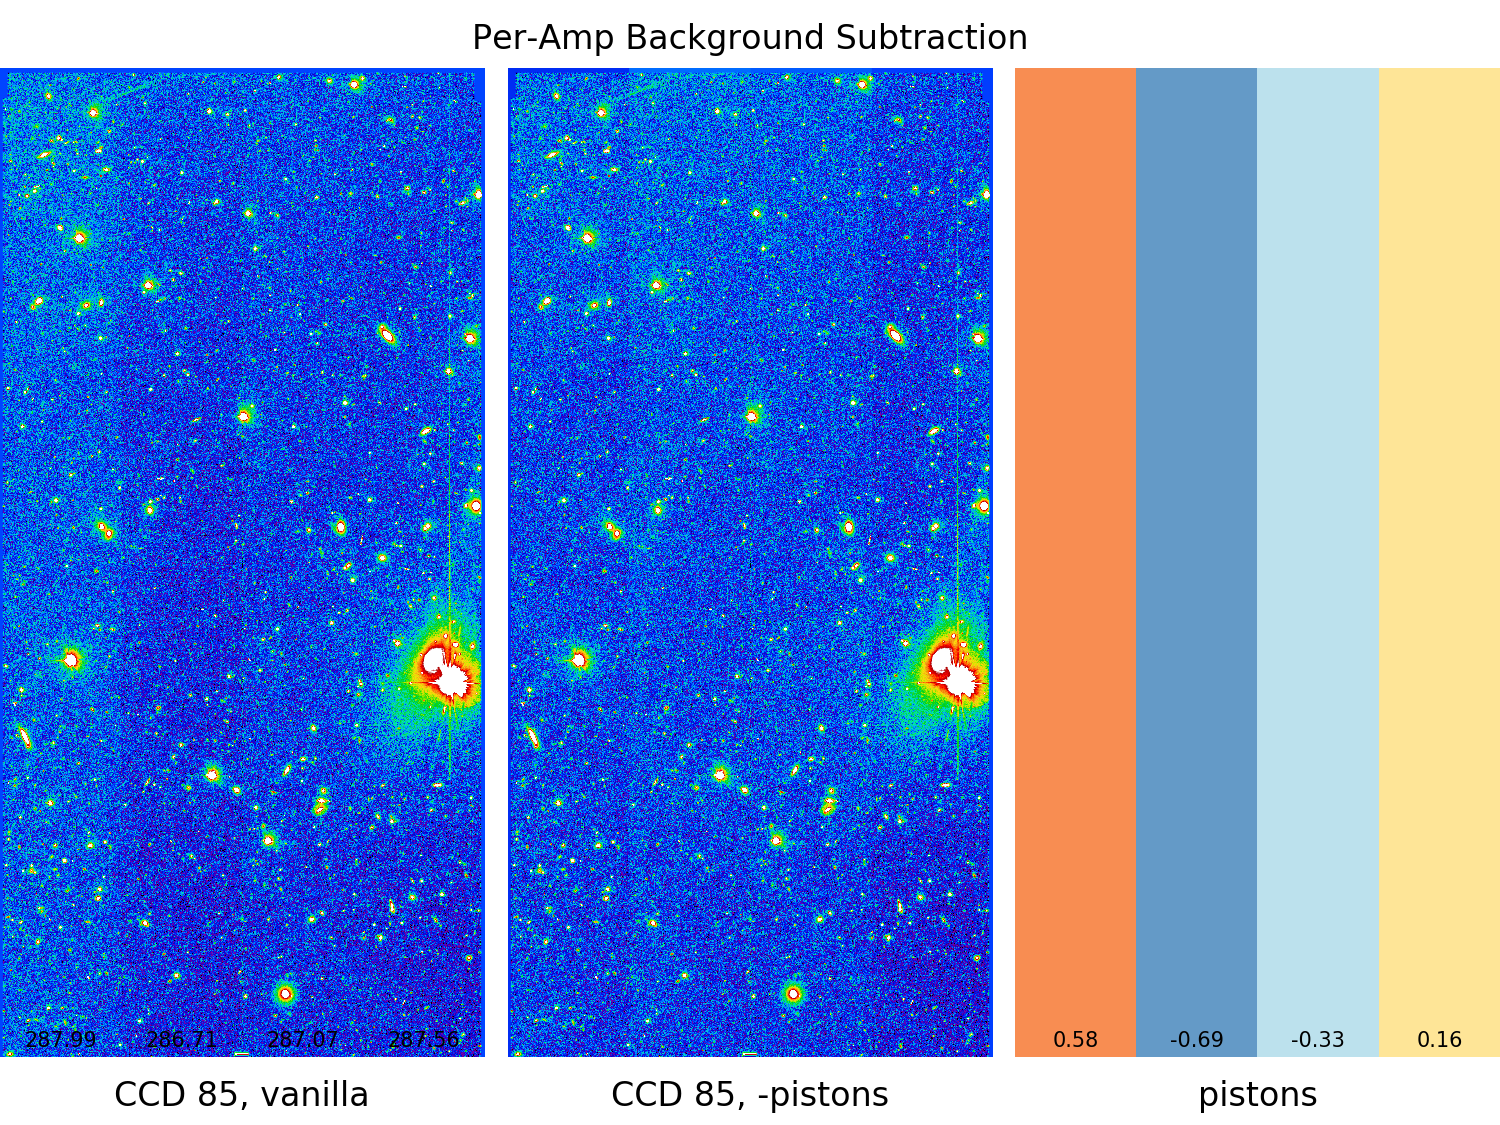 Per-Amp Background Subtraction
287.99 286.71 287.07 287.56
0.58 -0.69 -0.33 0.16
CCD 85, vanilla
CCD 85, -pistons
pistons